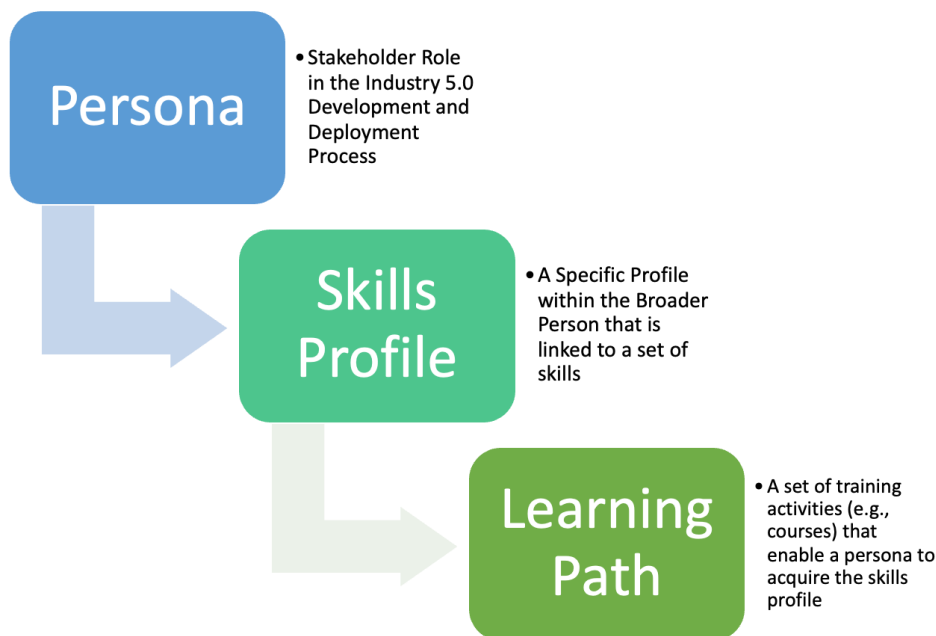 Persona
• Stakeholder Role
in the Industry 5.0
Development and
Deployment
Process
Skills
Profile
• A Specific Profile
within the Broader
Person that is
linked to a set of
skills
Learning
Path
• A set of training
activities (e.g.,
courses) that
enable a persona to
acquire the skills
profile